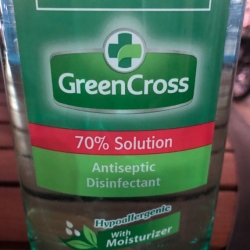 GreenCross
70% Solution
Antiseptic
Disinfectant
Hypoallergenic
With
Moisturizer